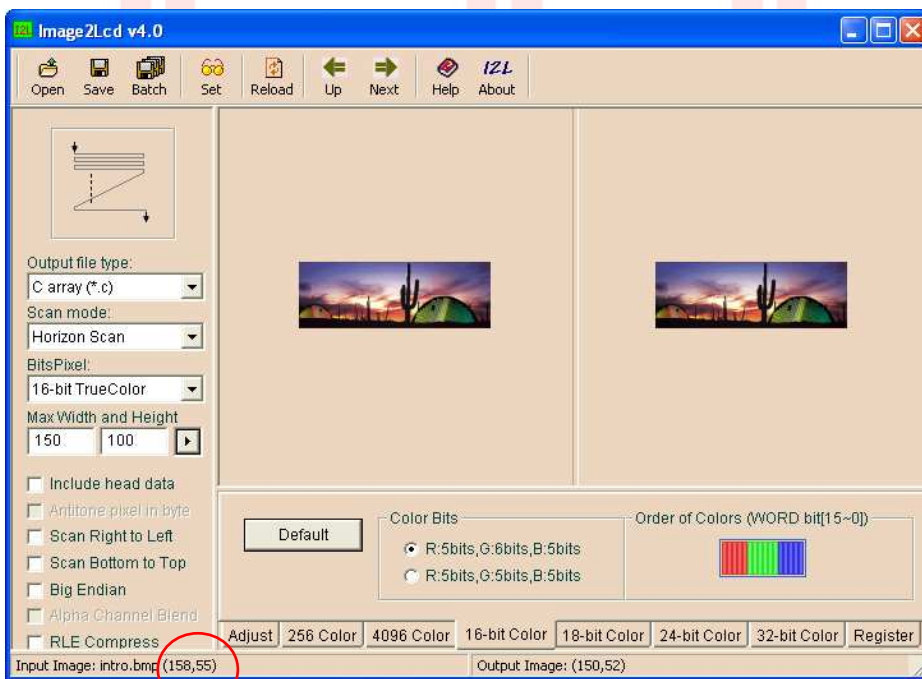 Image2Lcd v4.0
Open Save Batch Set Reload Up Next Help About
Output file type:
C array (*.c)
Scan mode:
Horizon Scan
BitsPixel:
16-bit TrueColor
Max Width and Height
150 100
Include head data
Antitone pixel in byte
Scan Right to Left
Scan Bottom to Top
Big Endian
Alpha Channel Blend
RLE Compress
Default
Color Bits
R:5bits,G:6bits,B:5bits
R:5bits,G:5bits,B:5bits
Order of Colors (WORD bit[15~0])
Adjust 256 Color 4096 Color 16-bit Color 18-bit Color 24-bit Color 32-bit Color Register
Input Image: intro.bmp (158,55) Output Image: (150,52)